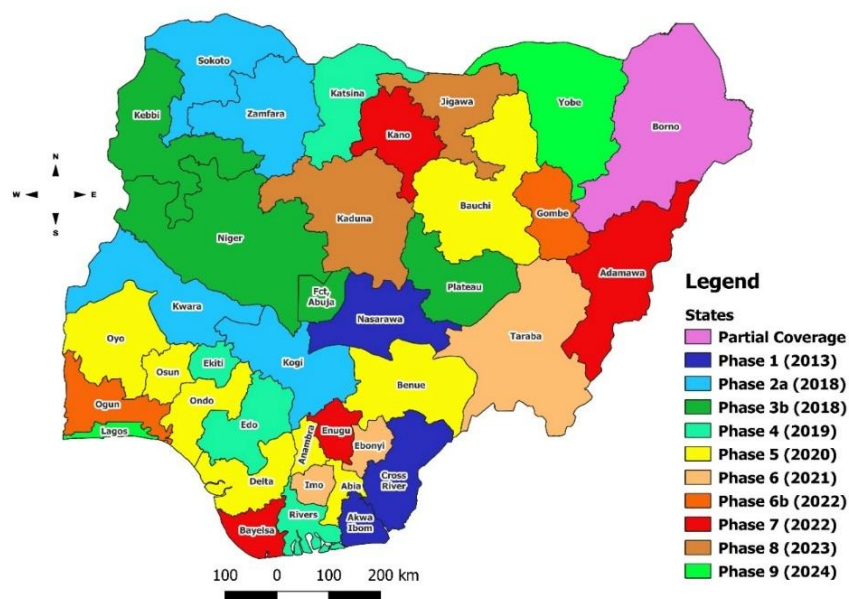 Sokoto
Katsina
Jigawa
Yobe
Kebbi
Zamfara
Kano
Borno
N
W
E
S
Kaduna
Bauchi
Gombe
Niger
Adamawa
Fct,
Abuja
Plateau
Kwara
Nasarawa
Taraba
Oyo
Kogi
Ekiti
Osun
Benue
Ogun
Ondo
Edo
Lagos
Anambra
Enugu
Ebonyi
Delta
Imo
Abia
Cross
River
Rivers
Akwa
Ibom
Bayelsa
100 0 100 200 km
Legend
States
Partial Coverage
Phase 1 (2013)
Phase 2a (2018)
Phase 3b (2018)
Phase 4 (2019)
Phase 5 (2020)
Phase 6 (2021)
Phase 6b (2022)
Phase 7 (2022)
Phase 8 (2023)
Phase 9 (2024)